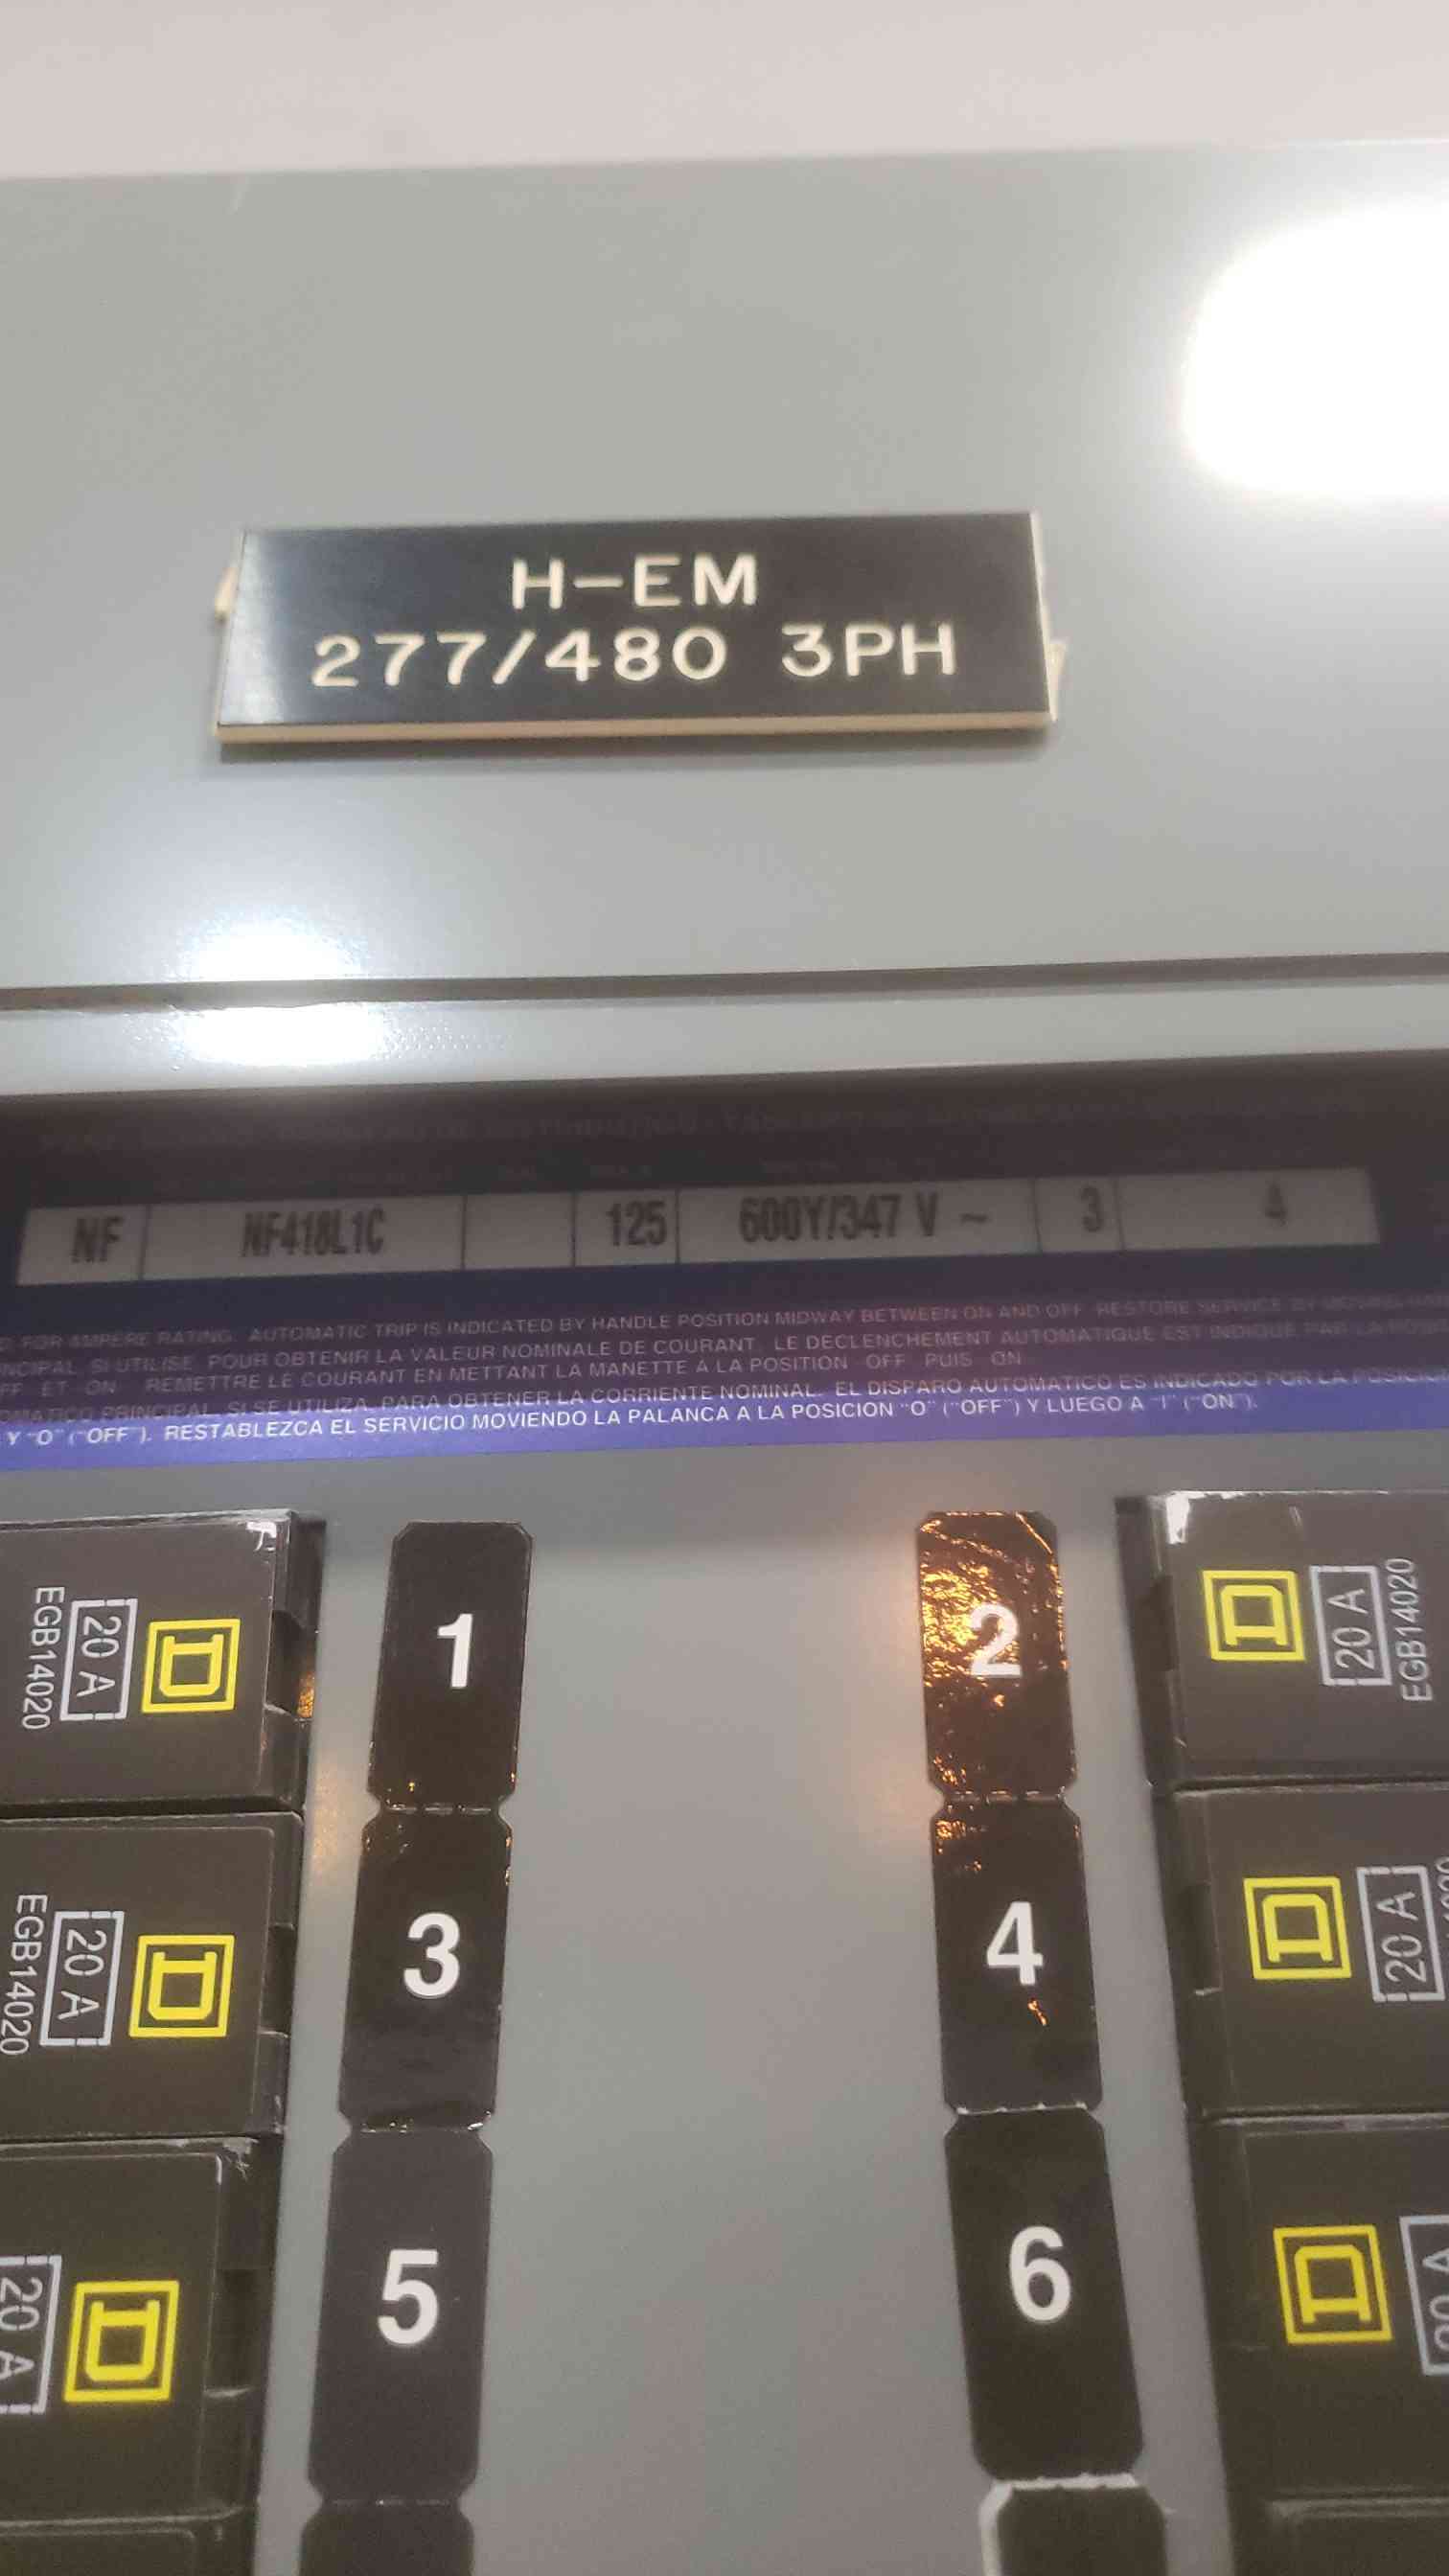 H-EM
277/480 3PH
NF NF418L1C 125 600Y/347 V ~ 3 4
FOR AMPERE RATING. AUTOMATIC TRIP IS INDICATED BY HANDLE POSITION MIDWAY BETWEEN ON AND OFF. RESTORE SERVICE BY MOVING
SI UTILISE, POUR OBTENIR LA VALEUR NOMINALE DE COURANT. LE DECLENCHEMENT AUTOMATIQUE EST INDIQUE PAR LA
ET ON. REMETTRE LE COURANT EN METTANT LA MANETTE A LA POSITION OFF PUIS ON
PRINCIPAL, SI SE UTILIZA, PARA OBTENER LA CORRIENTE NOMINAL. EL DISPARO AUTOMATICO ES INDICADO POR LA
Y "O" ("OFF"). RESTABLEZCA EL SERVICIO MOVIENDO LA PALANCA A LA POSICION "O" ("OFF") Y LUEGO A "I" ("ON").
EGB14020 20 A D 1 2 D 20 A EGB14020
EGB14020 20 A D 3 4 D 20 A
20 A D 5 6 D 20 A